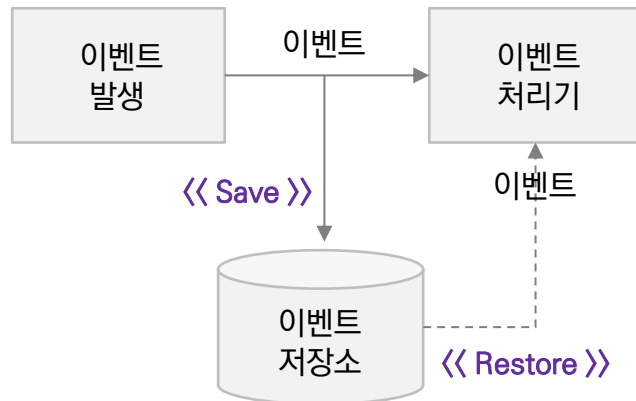 이벤트
발생
이벤트
이벤트
처리기
《 Save 》
이벤트
이벤트
저장소
《 Restore 》